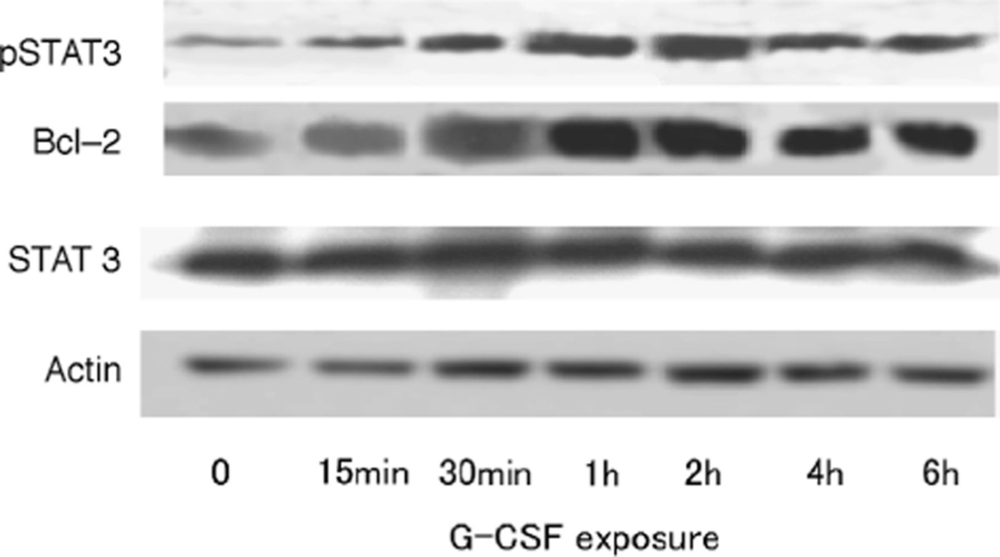 pSTAT3
Bcl-2
STAT 3
Actin
0 15min 30min 1h 2h 4h 6h
G-CSF exposure